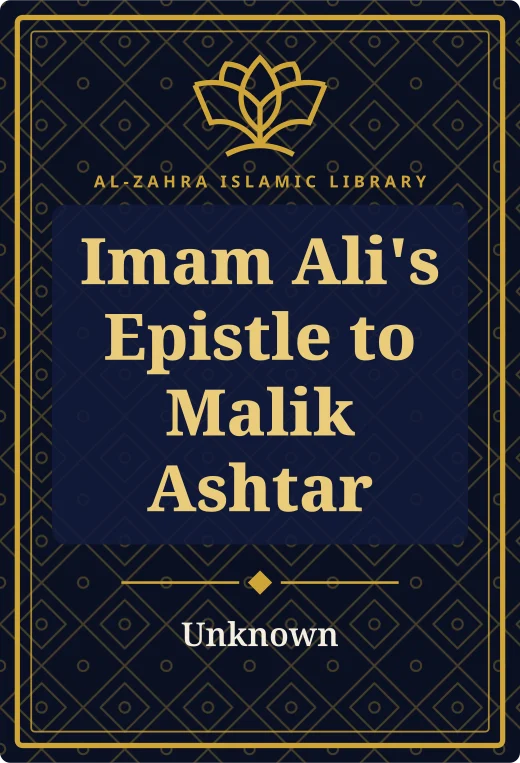 AL-ZAHRA ISLAMIC LIBRARY
Imam Ali's
Epistle to
Malik
Ashtar
Unknown